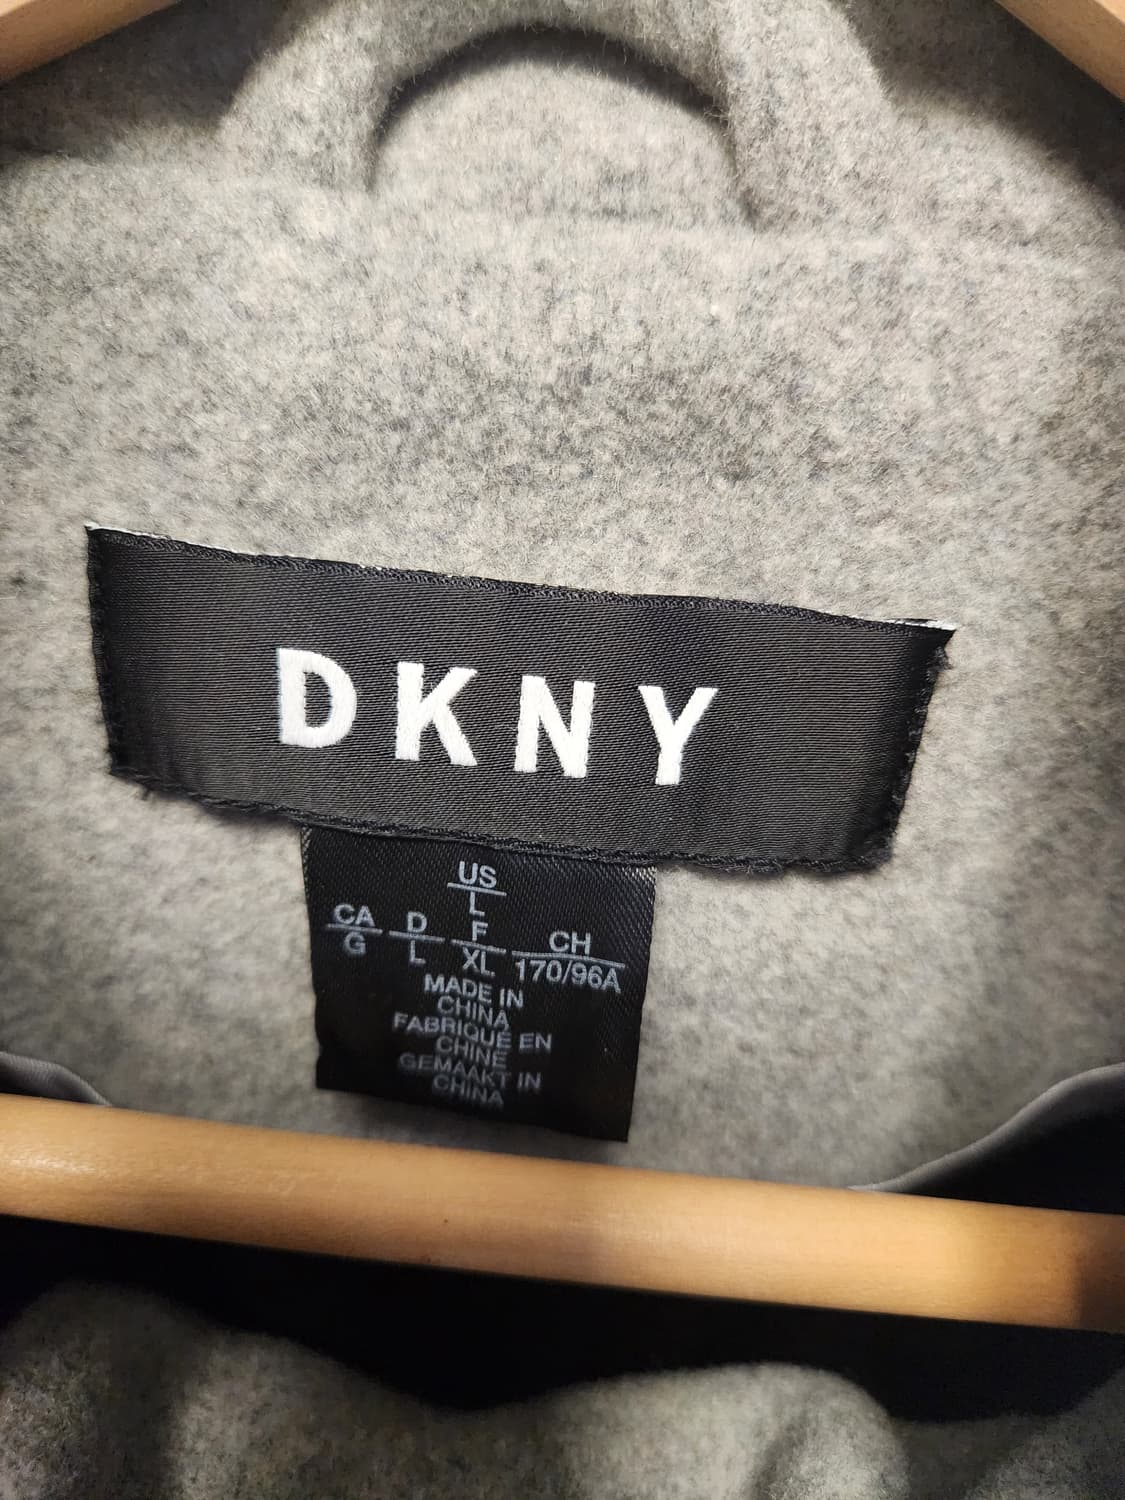 DKNY
US
L
CA D F CH
G L XL 170/96A
MADE IN
CHINA
FABRIQUÉ EN
CHINE
GEMAAKT IN
CHINA